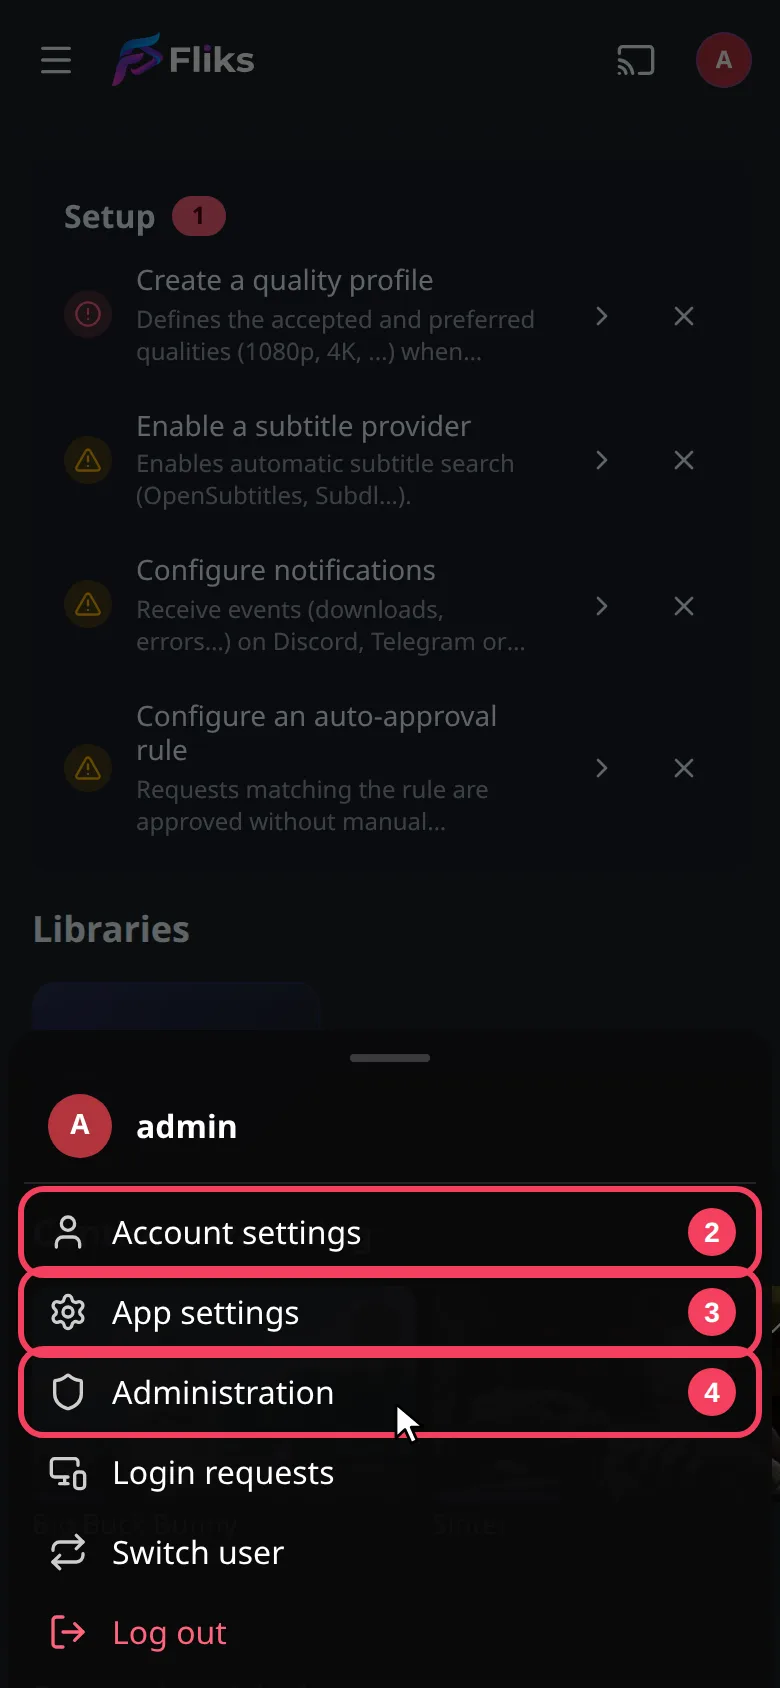 Fliks
A
Setup 1
Create a quality profile
Defines the accepted and preferred
qualities (1080p, 4K, ...) when...
Enable a subtitle provider
Enables automatic subtitle search
(OpenSubtitles, Subdl...).
Configure notifications
Receive events (downloads,
errors...) on Discord, Telegram or...
Configure an auto-approval
rule
Requests matching the rule are
approved without manual...
Libraries
A admin
Account settings 2
App settings 3
Administration 4
Login requests
Switch user
Log out